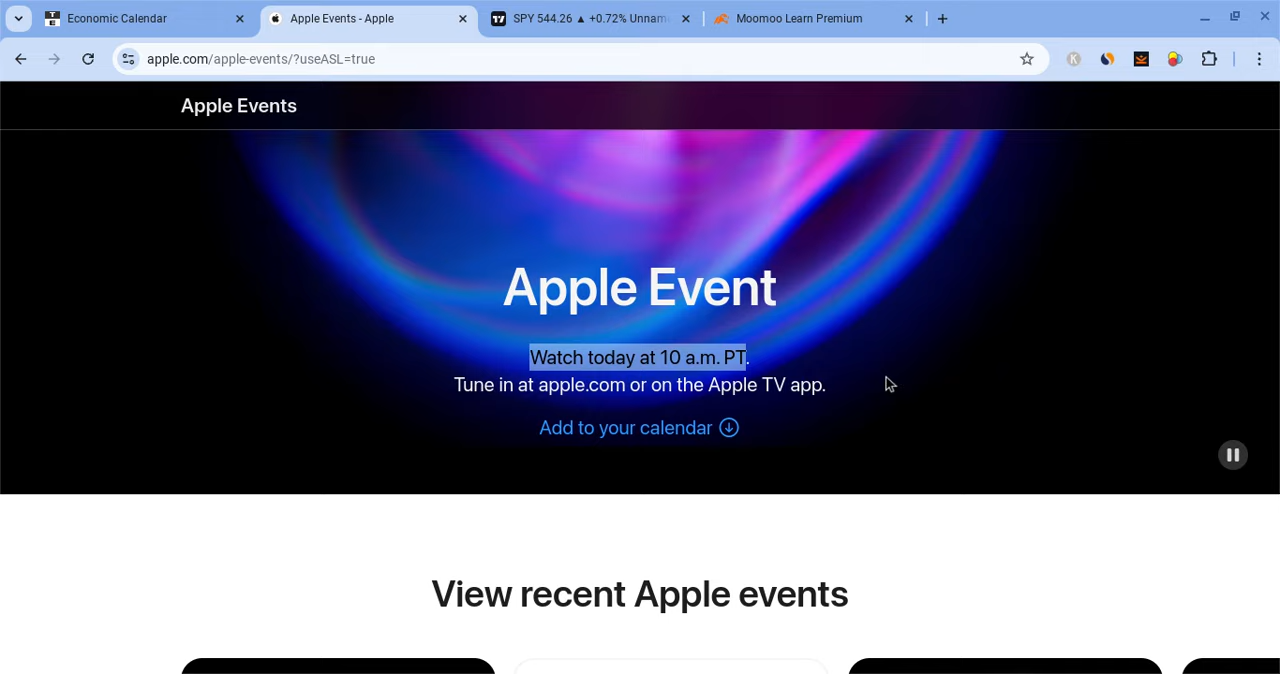 Economic Calendar
Apple Events - Apple
SPY 544.26 ▲ +0.72% Unnam
Moomoo Learn Premium
apple.com/apple-events/?useASL=true
Apple Events
Apple Event
Watch today at 10 a.m. PT.
Tune in at apple.com or on the Apple TV app.
Add to your calendar
View recent Apple events